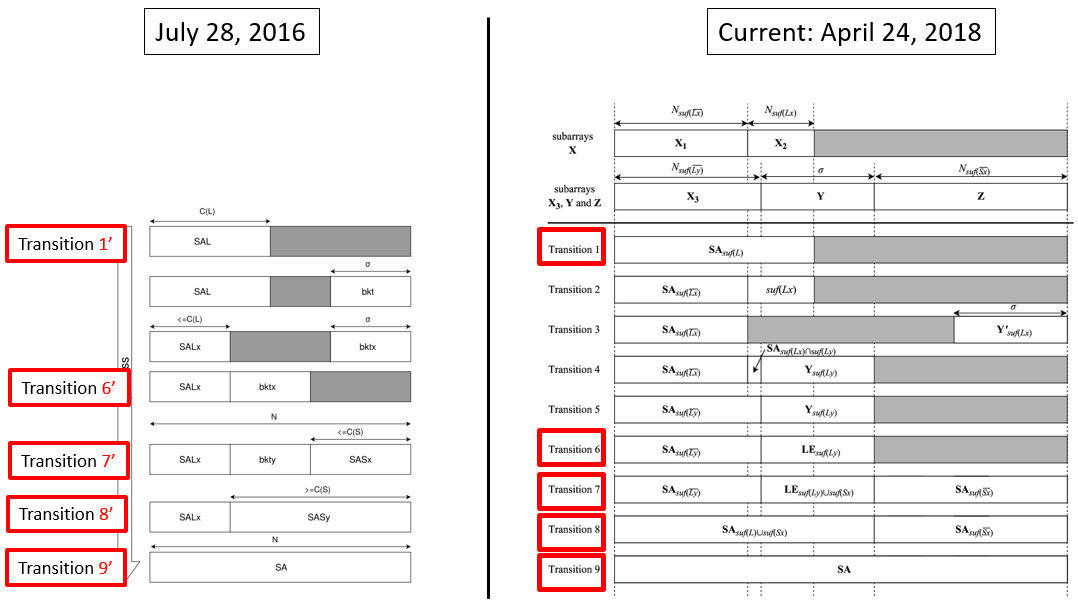 July 28, 2016
C(L)
Transition 1’
SAL
σ
SAL
bkt
<=C(L)
σ
SALx
bktx
SS
Transition 6’
SALx
bktx
N
<=C(S)
Transition 7’
SALx
bkty
SASx
>=C(S)
Transition 8’
SALx
SASy
N
Transition 9’
SA
Current: April 24, 2018
N_{suf(\overline{Lx})}
N_{suf(Lx)}
subarrays
X
X_1
X_2
N_{suf(\overline{Ly})}
σ
N_{suf(\overline{Sx})}
subarrays
X_3, Y and Z
X_3
Y
Z
Transition 1
SA_{suf(L)}
Transition 2
SA_{suf(\overline{Lx})}
suf(Lx)
σ
Transition 3
SA_{suf(\overline{Lx})}
Y'_{suf(Lx)}
SA_{suf(Lx)∩suf(Ly)}
Transition 4
SA_{suf(\overline{Lx})}
Y_{suf(Ly)}
Transition 5
SA_{suf(\overline{Ly})}
Y_{suf(Ly)}
Transition 6
SA_{suf(\overline{Ly})}
LE_{suf(Ly)}
Transition 7
SA_{suf(\overline{Ly})}
LE_{suf(Ly)∪suf(Sx)}
SA_{suf(\overline{Sx})}
Transition 8
SA_{suf(L)∪suf(Sx)}
SA_{suf(\overline{Sx})}
Transition 9
SA